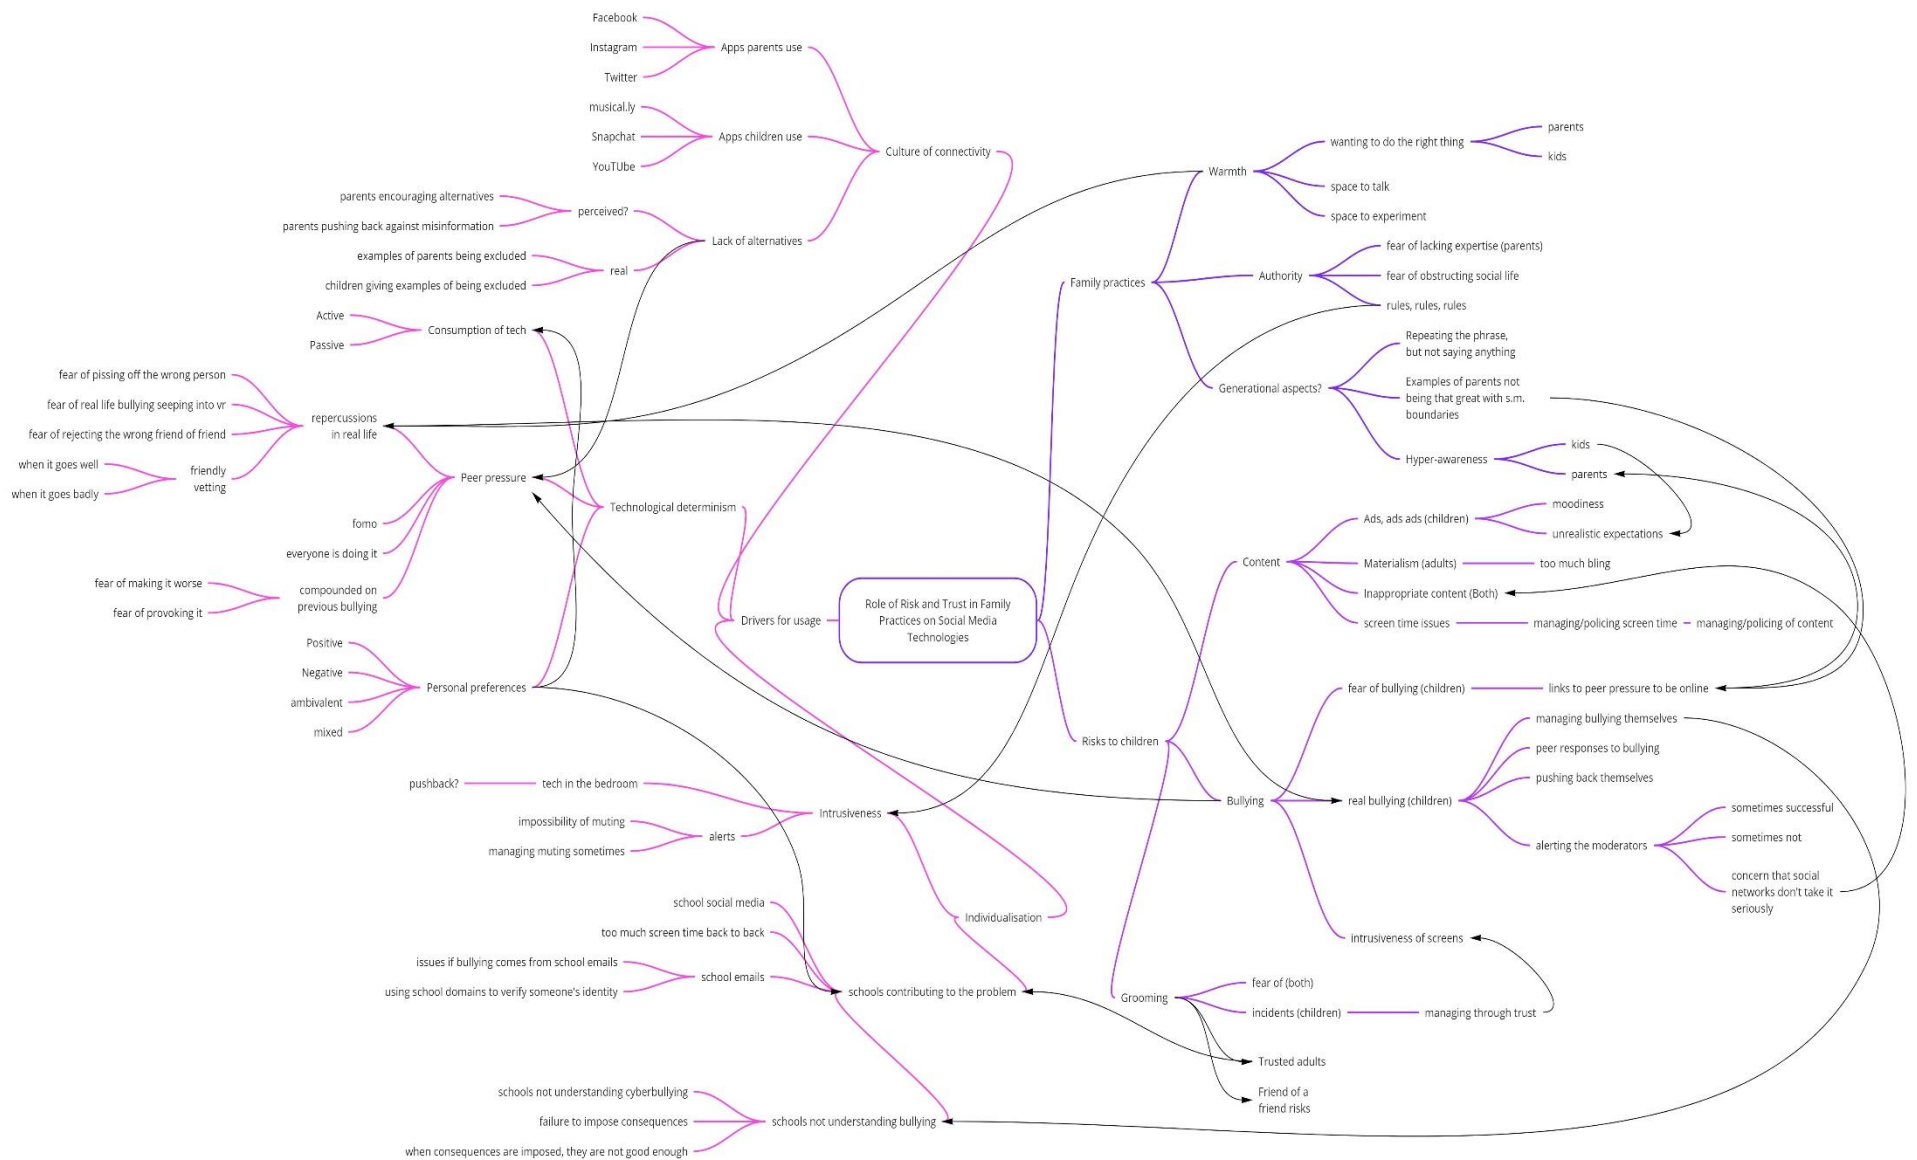 Facebook
Instagram
Twitter
Apps parents use
musical.ly
Snapchat
YouTUbe
Apps children use
Culture of connectivity
parents encouraging alternatives
parents pushing back against misinformation
perceived?
Lack of alternatives
examples of parents being excluded
children giving examples of being excluded
real
Active
Passive
Consumption of tech
fear of pissing off the wrong person
fear of real life bullying seeping into vr
fear of rejecting the wrong friend of friend
when it goes well
when it goes badly
friendly
vetting
repercussions
in real life
Peer pressure
fomo
everyone is doing it
fear of making it worse
fear of provoking it
compounded on
previous bullying
Technological determinism
Positive
Negative
ambivalent
mixed
Personal preferences
Drivers for usage
Role of Risk and Trust in Family
Practices on Social Media
Technologies
pushback?
tech in the bedroom
impossibility of muting
managing muting sometimes
alerts
Intrusiveness
Individualisation
school social media
too much screen time back to back
issues if bullying comes from school emails
using school domains to verify someone's identity
school emails
schools contributing to the problem
schools not understanding cyberbullying
failure to impose consequences
when consequences are imposed, they are not good enough
schools not understanding bullying
Family practices
Warmth
wanting to do the right thing
parents
kids
space to talk
space to experiment
Authority
fear of lacking expertise (parents)
fear of obstructing social life
rules, rules, rules
Generational aspects?
Repeating the phrase,
but not saying anything
Examples of parents not
being that great with s.m.
boundaries
Hyper-awareness
kids
parents
Risks to children
Content
Ads, ads ads (children)
moodiness
unrealistic expectations
Materialism (adults)
too much bling
Inappropriate content (Both)
screen time issues
managing/policing screen time
managing/policing of content
Bullying
fear of bullying (children)
links to peer pressure to be online
real bullying (children)
managing bullying themselves
peer responses to bullying
pushing back themselves
alerting the moderators
sometimes successful
sometimes not
concern that social
networks don't take it
seriously
intrusiveness of screens
Grooming
fear of (both)
incidents (children)
managing through trust
Trusted adults
Friend of a
friend risks